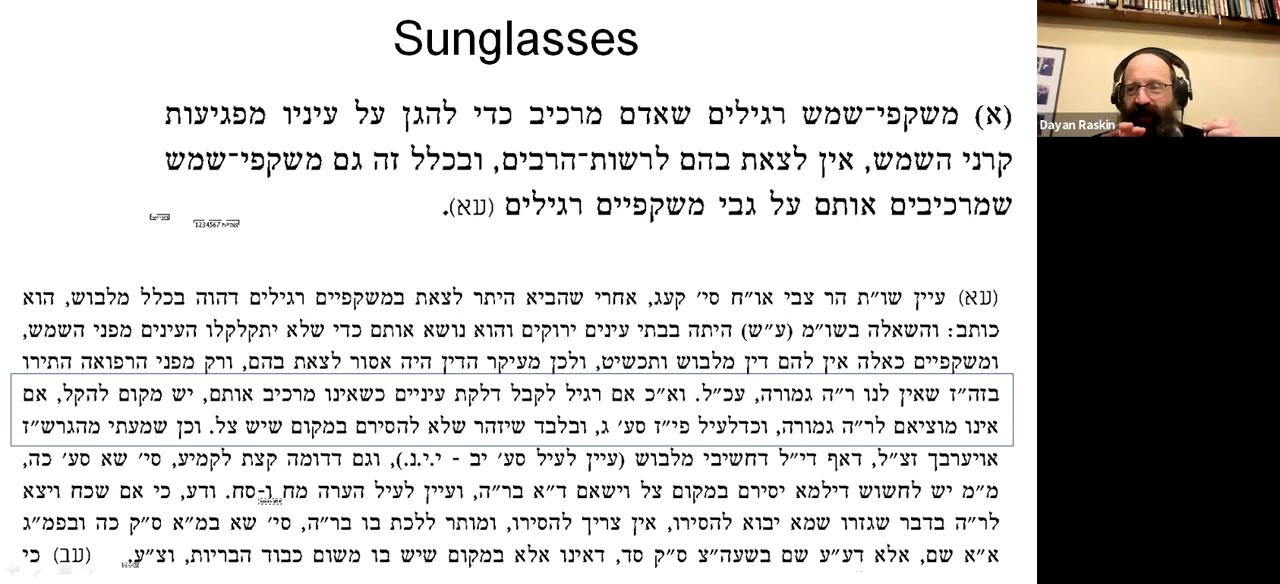 Sunglasses
(א) משקפי־שמש רגילים שאדם מרכיב כדי להגן על עיניו מפגיעות
קרני השמש, אין לצאת בהם לרשות־הרבים, ובכלל זה גם משקפי־שמש
שמרכיבים אותם על גבי משקפיים רגילים (עא).
(עא) עיין שו״ת הר צבי או״ח סי׳ קעג, אחרי שהביא היתר לצאת במשקפיים רגילים דהוה בכלל מלבוש, הוא
כותב: והשאלה בשו״מ (ע״ש) היתה בבתי עינים ירוקים והוא נושא אותם כדי שלא יתקלקלו העינים מפני השמש,
ומשקפיים כאלה אין להם דין מלבוש ותכשיט, ולכן מעיקר הדין היה אסור לצאת בהם, ורק מפני הרפואה התירו
בזה״ז שאין לנו ר״ה גמורה, עכ״ל. וא״כ אם רגיל לקבל דלקת עיניים כשאינו מרכיב אותם, יש מקום להקל, אם
אינו מוציאם לר״ה גמורה, וכדלעיל פי״ז סע׳ ג, ובלבד שיזהר שלא להסירם במקום שיש צל. וכן שמעתי מהגרש״ז
אויערבך זצ״ל, דאף די״ל דחשיבי מלבוש (עיין לעיל סע׳ יב - י.י.נ.), וגם דדומה קצת לקמיע, סי׳ שא סע׳ כה,
מ״מ יש לחשוש דילמא יסירם במקום צל וישאם ד״א בר״ה, ועיין לעיל הערה מח ו-סח. ודע, כי אם שכח ויצא
לר״ה בדבר שגזרו שמא יבוא להסירו, אין צריך להסירו, ומותר ללכת בו בר״ה, סי׳ שא במ״א ס״ק כה ובפמ״ג
א״א שם, אלא דע״ע שם בשעה״צ ס״ק סד, דאינו אלא במקום שיש בו משום כבוד הבריות, וצ״ע. (עב) כי
Dayan Raskin